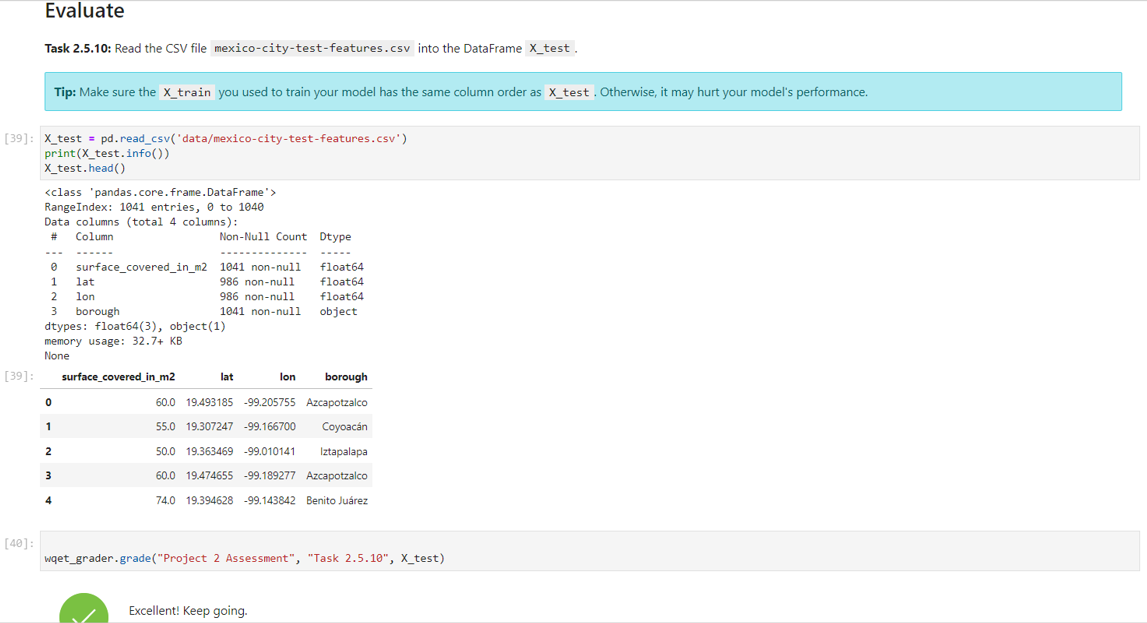 Evaluate
Task 2.5.10: Read the CSV file mexico-city-test-features.csv into the DataFrame X_test.
Tip: Make sure the X_train you used to train your model has the same column order as X_test. Otherwise, it may hurt your model's performance.
[39]: X_test = pd.read_csv('data/mexico-city-test-features.csv')
print(X_test.info())
X_test.head()
<class 'pandas.core.frame.DataFrame'>
RangeIndex: 1041 entries, 0 to 1040
Data columns (total 4 columns):
 #   Column                 Non-Null Count  Dtype
---  ------                 --------------  -----
 0   surface_covered_in_m2  1041 non-null   float64
 1   lat                    986 non-null    float64
 2   lon                    986 non-null    float64
 3   borough                1041 non-null   object
dtypes: float64(3), object(1)
memory usage: 32.7+ KB
None
[39]: surface_covered_in_m2 lat lon borough
0 60.0 19.493185 -99.205755 Azcapotzalco
1 55.0 19.307247 -99.166700 Coyoacán
2 50.0 19.363469 -99.010141 Iztapalapa
3 60.0 19.474655 -99.189277 Azcapotzalco
4 74.0 19.394628 -99.143842 Benito Juárez
[40]:
wqet_grader.grade("Project 2 Assessment", "Task 2.5.10", X_test)
Excellent! Keep going.